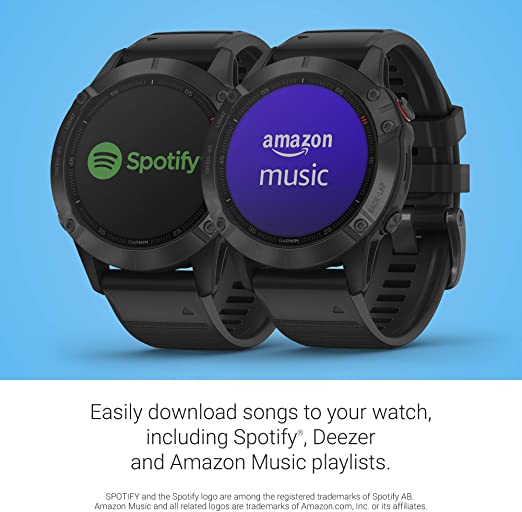 Spotify
GARMIN
amazon
music
GARMIN
Easily download songs to your watch,
including Spotify®, Deezer
and Amazon Music playlists.
SPOTIFY and the Spotify logo are among the registered trademarks of Spotify AB.
Amazon Music and all related logos are trademarks of Amazon.com, Inc. or its affiliates.